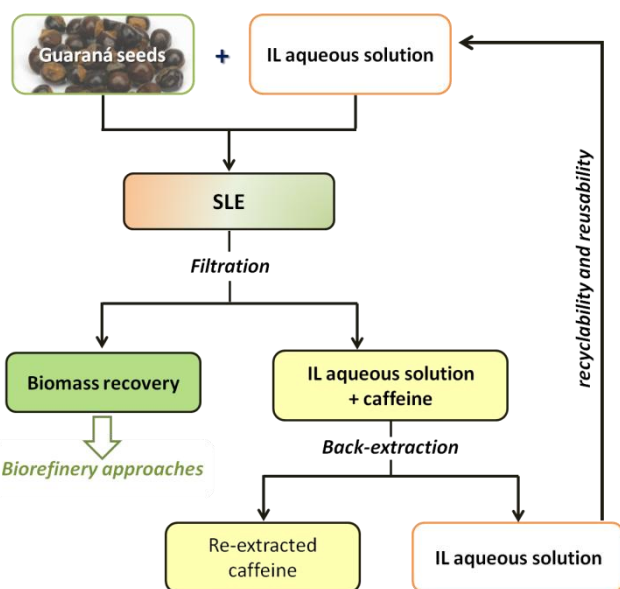 Guaraná seeds
+
IL aqueous solution
SLE
Filtration
recyclability and reusability
Biomass recovery
IL aqueous solution
+ caffeine
Biorefinery approaches
Back-extraction
Re-extracted
caffeine
IL aqueous solution